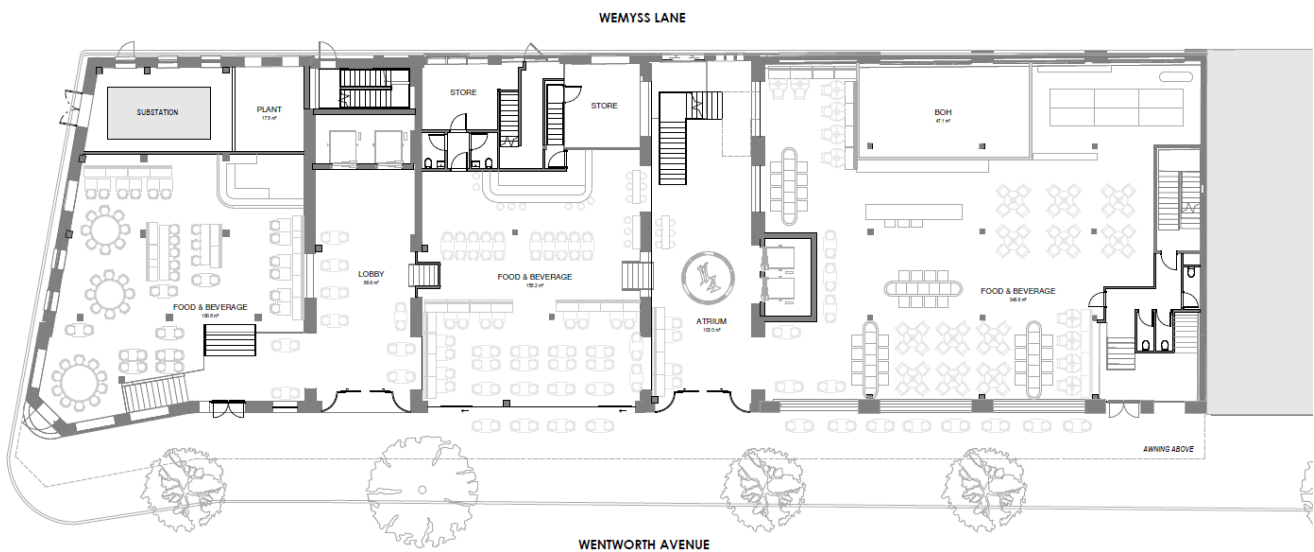 WEMYSS LANE
SUBSTATION
PLANT
17.5 m²
STORE
STORE
BOH
47.1 m²
LOBBY
FOOD & BEVERAGE
FOOD & BEVERAGE
FOOD & BEVERAGE
ATRIUM
AWNING ABOVE
WENTWORTH AVENUE